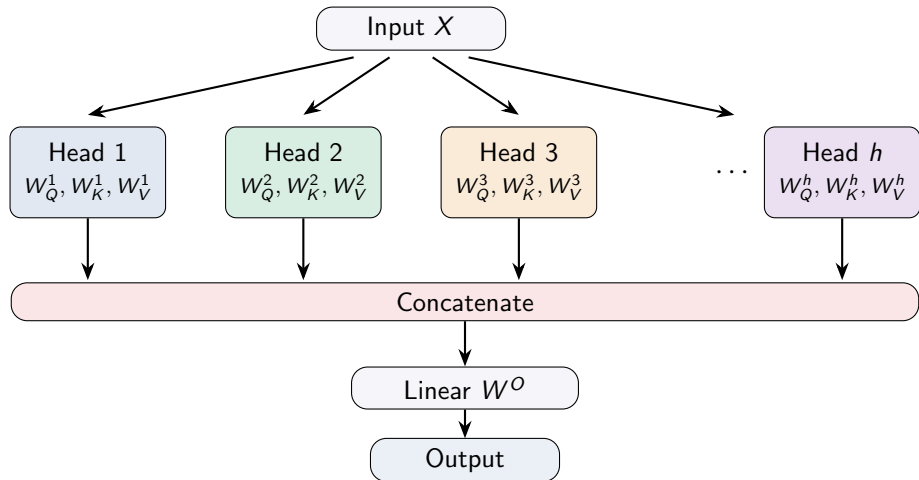 Input X
Head 1
W_Q^1, W_K^1, W_V^1
Head 2
W_Q^2, W_K^2, W_V^2
Head 3
W_Q^3, W_K^3, W_V^3
...
Head h
W_Q^h, W_K^h, W_V^h
Concatenate
Linear W^O
Output